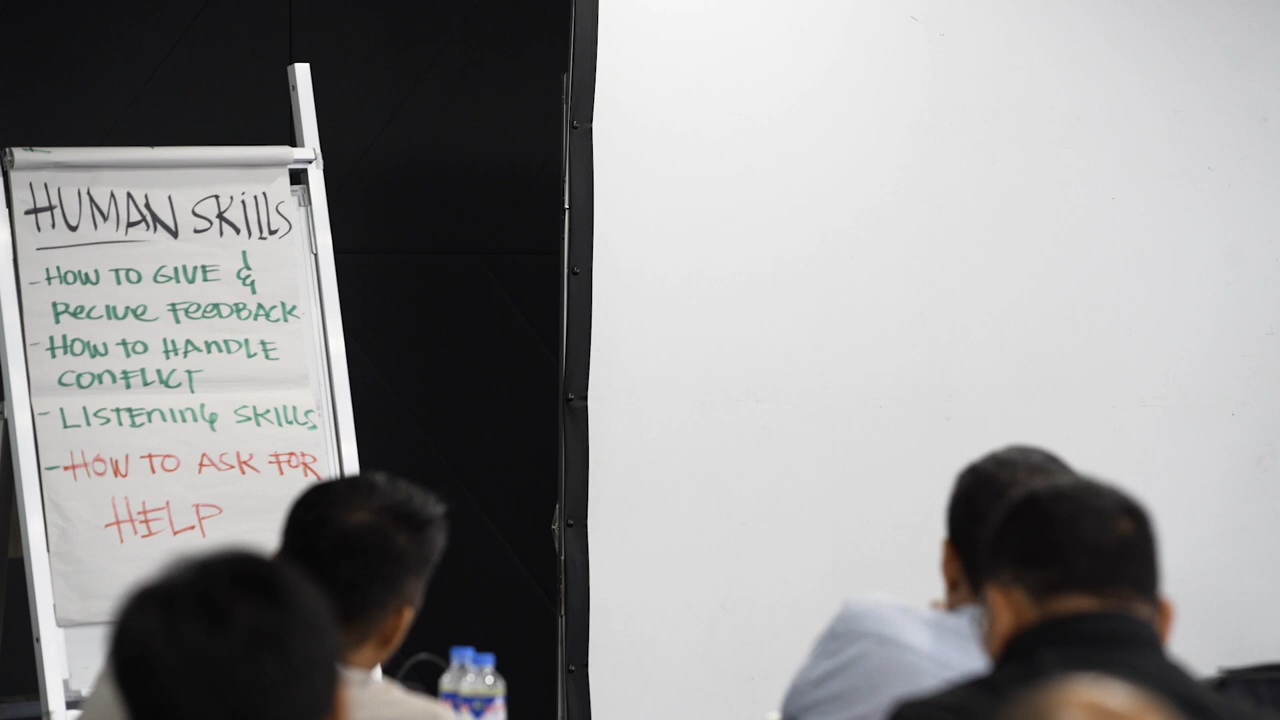 HUMAN SKILLS
- HOW TO GIVE &
RECIVE FEEDBACK
- HOW TO HANDLE
CONFLICT
- LISTENING SKILLS
- HOW TO ASK FOR
HELP